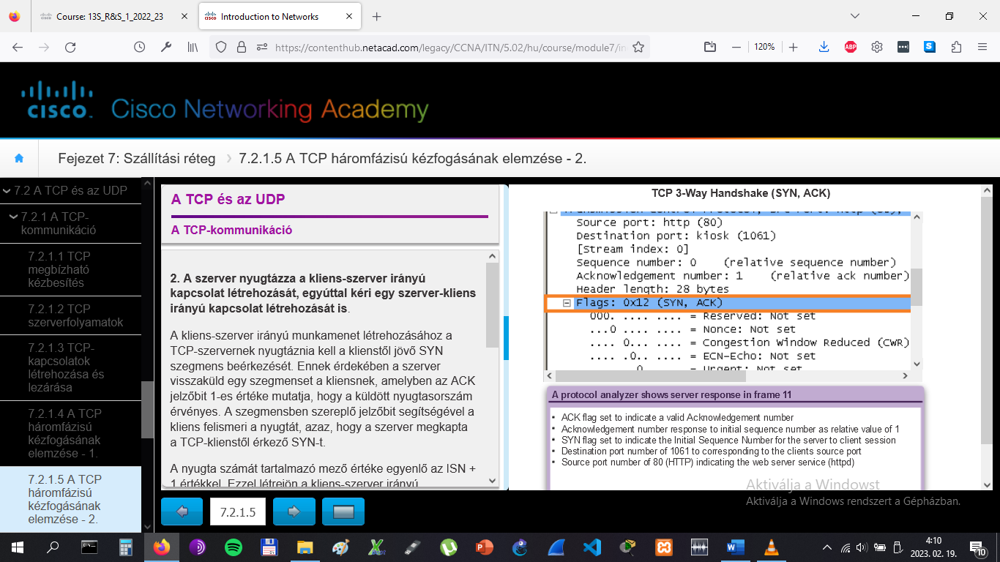 Course: 13S_R&S_1_2022_23
Introduction to Networks
https://contenthub.netacad.com/legacy/CCNA/ITN/5.02/hu/course/module7/in
120%
ABP
CISCO
Cisco Networking Academy
Fejezet 7: Szállítási réteg
7.2.1.5 A TCP háromfázisú kézfogásának elemzése - 2.
7.2 A TCP és az UDP
7.2.1 A TCP-
kommunikáció
7.2.1.1 TCP
megbízható
kézbesítés
7.2.1.2 TCP
szerverfolyamatok
7.2.1.3 TCP-
kapcsolatok
létrehozása és
lezárása
7.2.1.4 A TCP
háromfázisú
kézfogásának
elemzése - 1.
7.2.1.5 A TCP
háromfázisú
kézfogásának
elemzése - 2.
A TCP és az UDP
A TCP-kommunikáció
2. A szerver nyugtázza a kliens-szerver irányú
kapcsolat létrehozását, egyúttal kéri egy szerver-kliens
irányú kapcsolat létrehozását is.
A kliens-szerver irányú munkamenet létrehozásához a
TCP-szervernek nyugtáznia kell a klienstől jövő SYN
szegmens beérkezését. Ennek érdekében a szerver
visszaküld egy szegmenset a kliensnek, amelyben az ACK
jelzőbit 1-es értéke mutatja, hogy a küldött nyugtasorszám
érvényes. A szegmensben szereplő jelzőbit segítségével a
kliens felismeri a nyugtát, azaz, hogy a szerver megkapta
a TCP-klienstől érkező SYN-t.
A nyugta számát tartalmazó mező értéke egyenlő az ISN +
1 értékkel. Ezzel létrejön a kliens-szerver irányú
7.2.1.5
TCP 3-Way Handshake (SYN, ACK)
Source port: http (80)
Destination port: kiosk (1061)
[Stream index: 0]
Sequence number: 0 (relative sequence number)
Acknowledgement number: 1 (relative ack number)
Header length: 28 bytes
Flags: 0x12 (SYN, ACK)
000. .... .... = Reserved: Not set
...0 .... .... = Nonce: Not set
.... 0... .... = Congestion Window Reduced (CWR)
.... .0.. .... = ECN-Echo: Not set
Urgent: Not set
A protocol analyzer shows server response in frame 11
• ACK flag set to indicate a valid Acknowledgement number
• Acknowledgement number response to initial sequence number as relative value of 1
• SYN flag set to indicate the Initial Sequence Number for the server to client session
• Destination port number of 1061 to corresponding to the clients source port
• Source port number of 80 (HTTP) indicating the web server service (httpd)
Aktiválja a Windowst
Aktiválja a Windows rendszert a Gépházban.
4:10
2023. 02. 19.
10